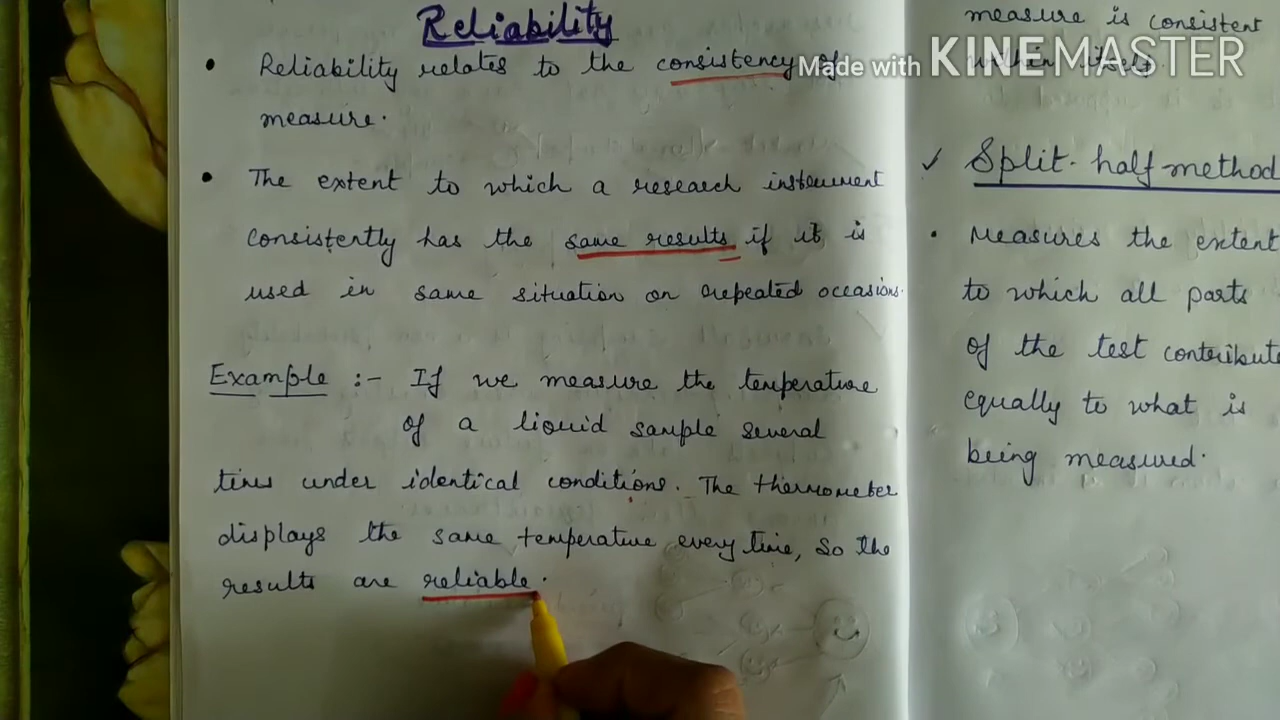 Reliability
• Reliability relates to the consistency of
measure.
• The extent to which a research instrument
consistently has the same results if it is
used in same situation on repeated occasions.
Example :- If we measure the temperature
of a liquid sample several
times under identical conditions. The thermometer
displays the same temperature every time, so the
results are reliable.
measure is consistent
within itself.
✓ Split-half method
• Measures the extent
to which all parts
of the test contribute
equally to what is
being measured.
Made with KINEMASTER